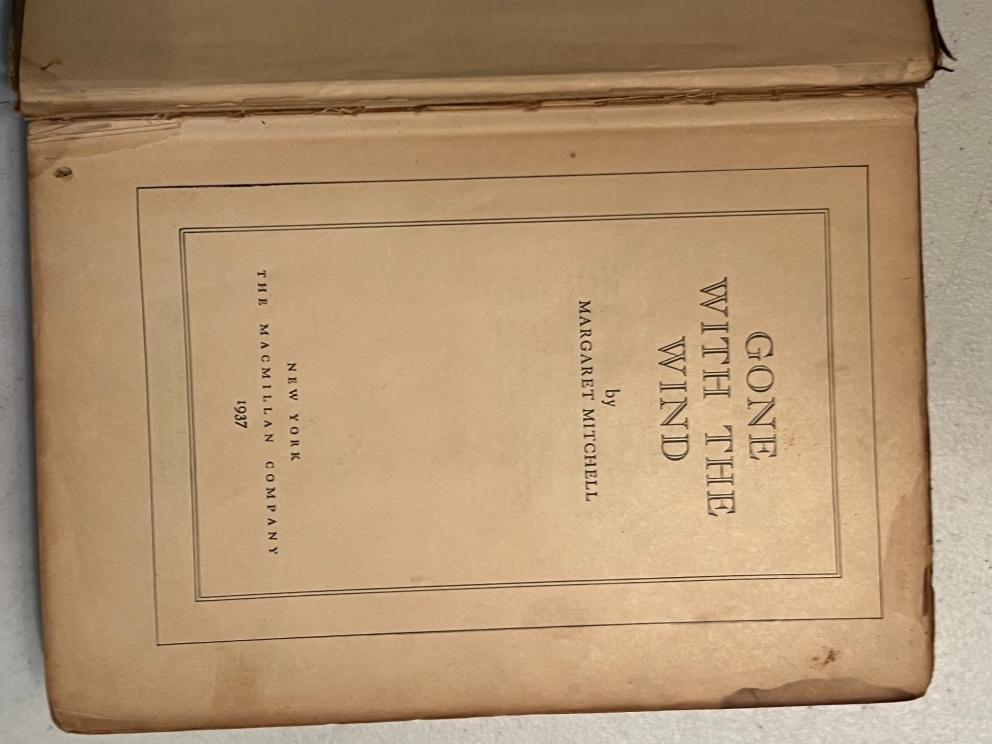 GONE
WITH THE
WIND
by
MARGARET MITCHELL
NEW YORK
THE MACMILLAN COMPANY
1937